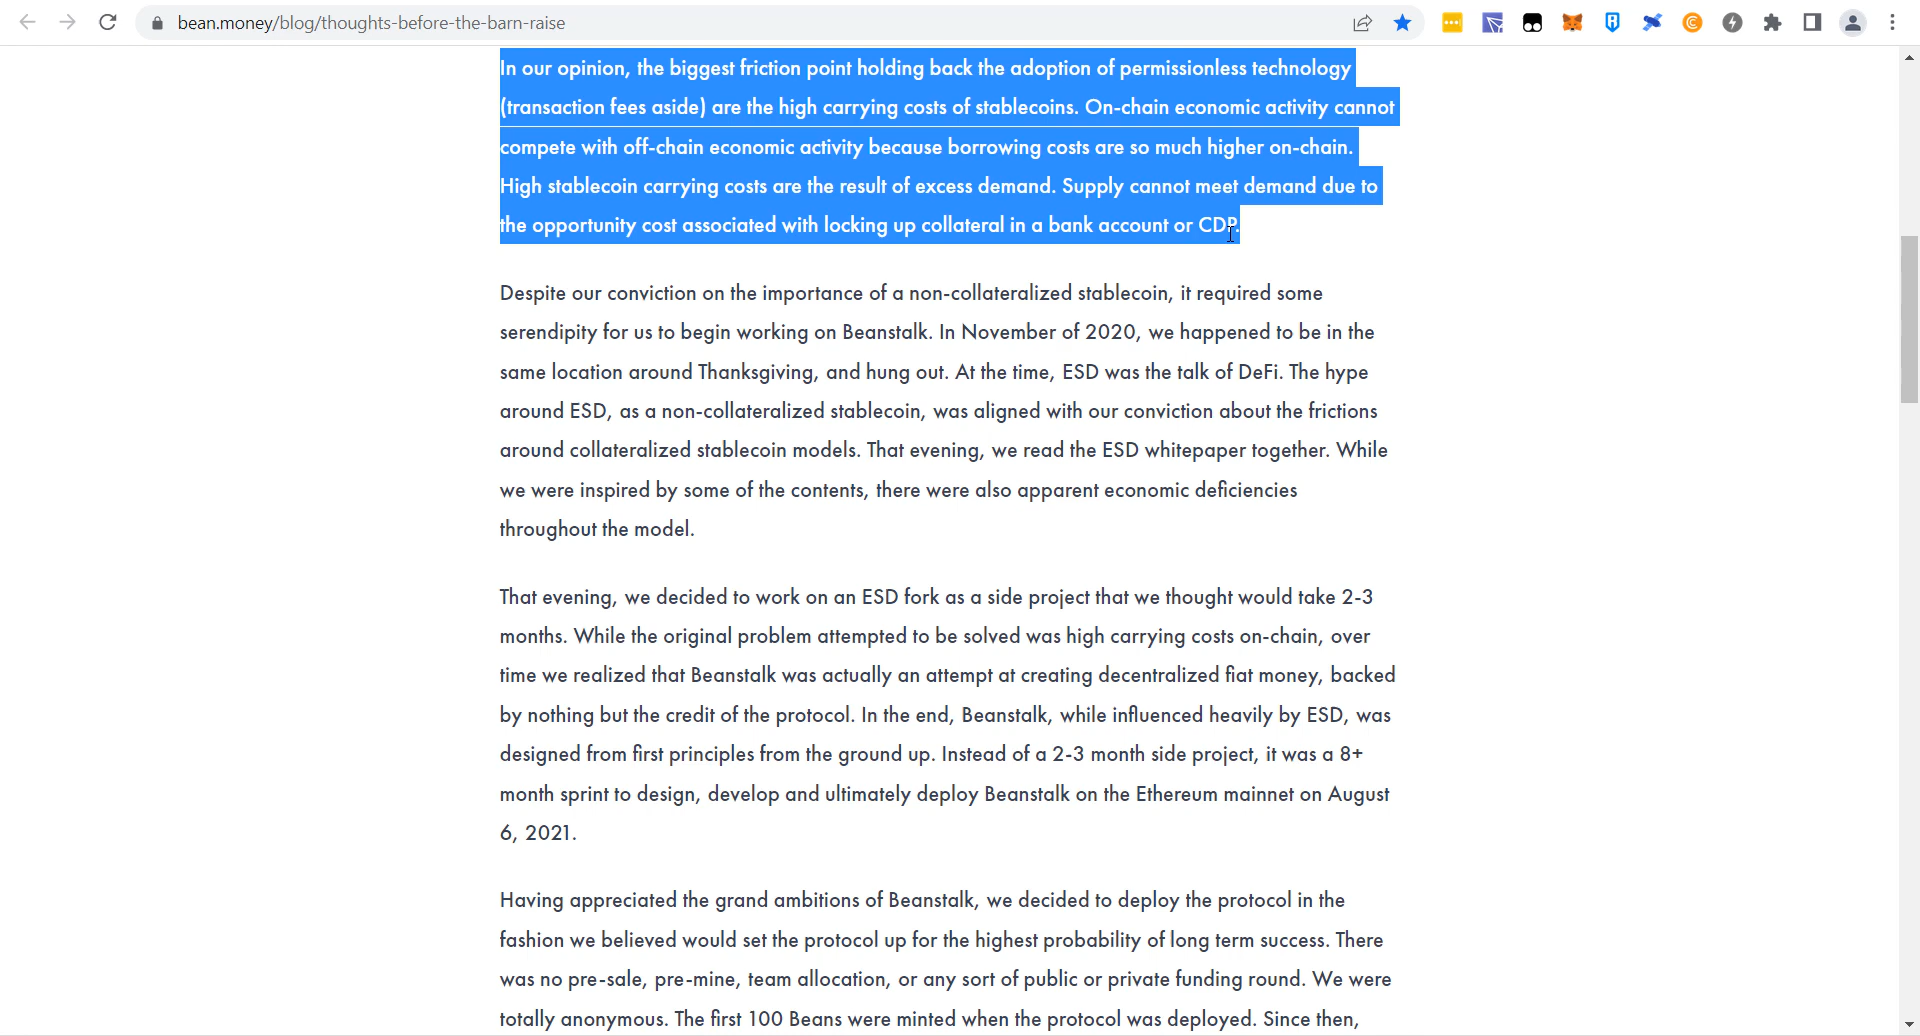 bean.money/blog/thoughts-before-the-barn-raise
In our opinion, the biggest friction point holding back the adoption of permissionless technology
(transaction fees aside) are the high carrying costs of stablecoins. On-chain economic activity cannot
compete with off-chain economic activity because borrowing costs are so much higher on-chain.
High stablecoin carrying costs are the result of excess demand. Supply cannot meet demand due to
the opportunity cost associated with locking up collateral in a bank account or CDP.
Despite our conviction on the importance of a non-collateralized stablecoin, it required some
serendipity for us to begin working on Beanstalk. In November of 2020, we happened to be in the
same location around Thanksgiving, and hung out. At the time, ESD was the talk of DeFi. The hype
around ESD, as a non-collateralized stablecoin, was aligned with our conviction about the frictions
around collateralized stablecoin models. That evening, we read the ESD whitepaper together. While
we were inspired by some of the contents, there were also apparent economic deficiencies
throughout the model.
That evening, we decided to work on an ESD fork as a side project that we thought would take 2-3
months. While the original problem attempted to be solved was high carrying costs on-chain, over
time we realized that Beanstalk was actually an attempt at creating decentralized fiat money, backed
by nothing but the credit of the protocol. In the end, Beanstalk, while influenced heavily by ESD, was
designed from first principles from the ground up. Instead of a 2-3 month side project, it was a 8+
month sprint to design, develop and ultimately deploy Beanstalk on the Ethereum mainnet on August
6, 2021.
Having appreciated the grand ambitions of Beanstalk, we decided to deploy the protocol in the
fashion we believed would set the protocol up for the highest probability of long term success. There
was no pre-sale, pre-mine, team allocation, or any sort of public or private funding round. We were
totally anonymous. The first 100 Beans were minted when the protocol was deployed. Since then,